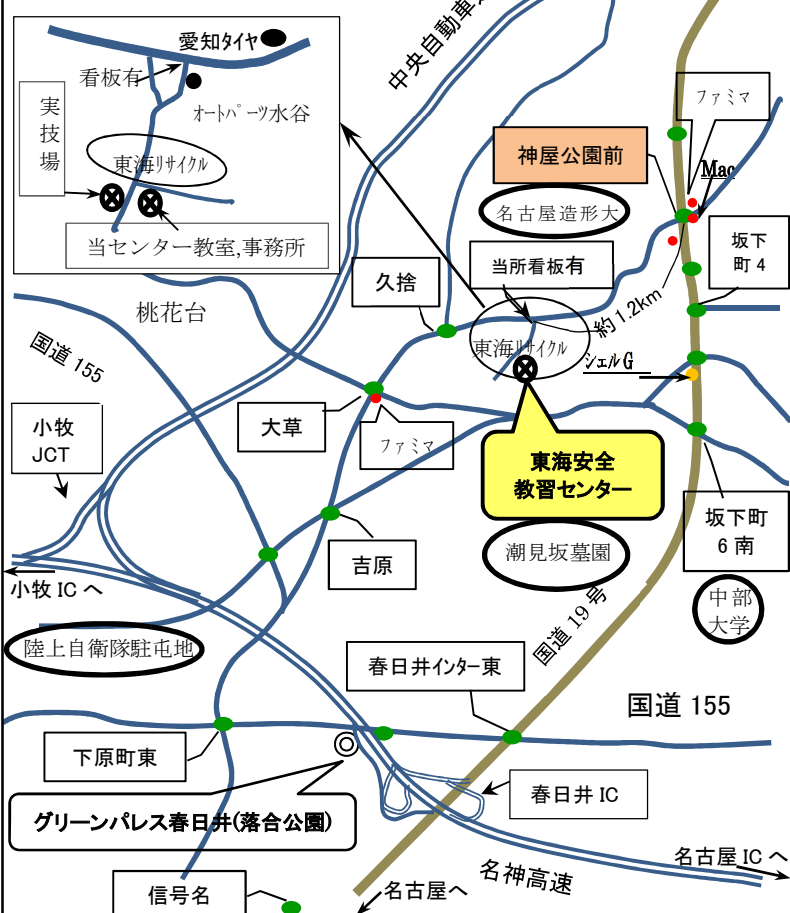 愛知タイヤ
看板有
実技場
オートパーツ水谷
東海リサイクル
当センター教室,事務所
中央自動車道
ファミマ
神屋公園前
Mac
名古屋造形大
坂下
町4
当所看板有
久捨
約1.2km
桃花台
国道 155
東海リサイクル
シェルG
小牧
JCT
大草
ファミマ
東海安全
教習センター
坂下町
6南
吉原
潮見坂墓園
小牧 IC へ
中部
大学
陸上自衛隊駐屯地
国道 19号
春日井インター東
国道 155
下原町東
春日井 IC
グリーンパレス春日井(落合公園)
名神高速
名古屋 IC へ
名古屋へ
信号名